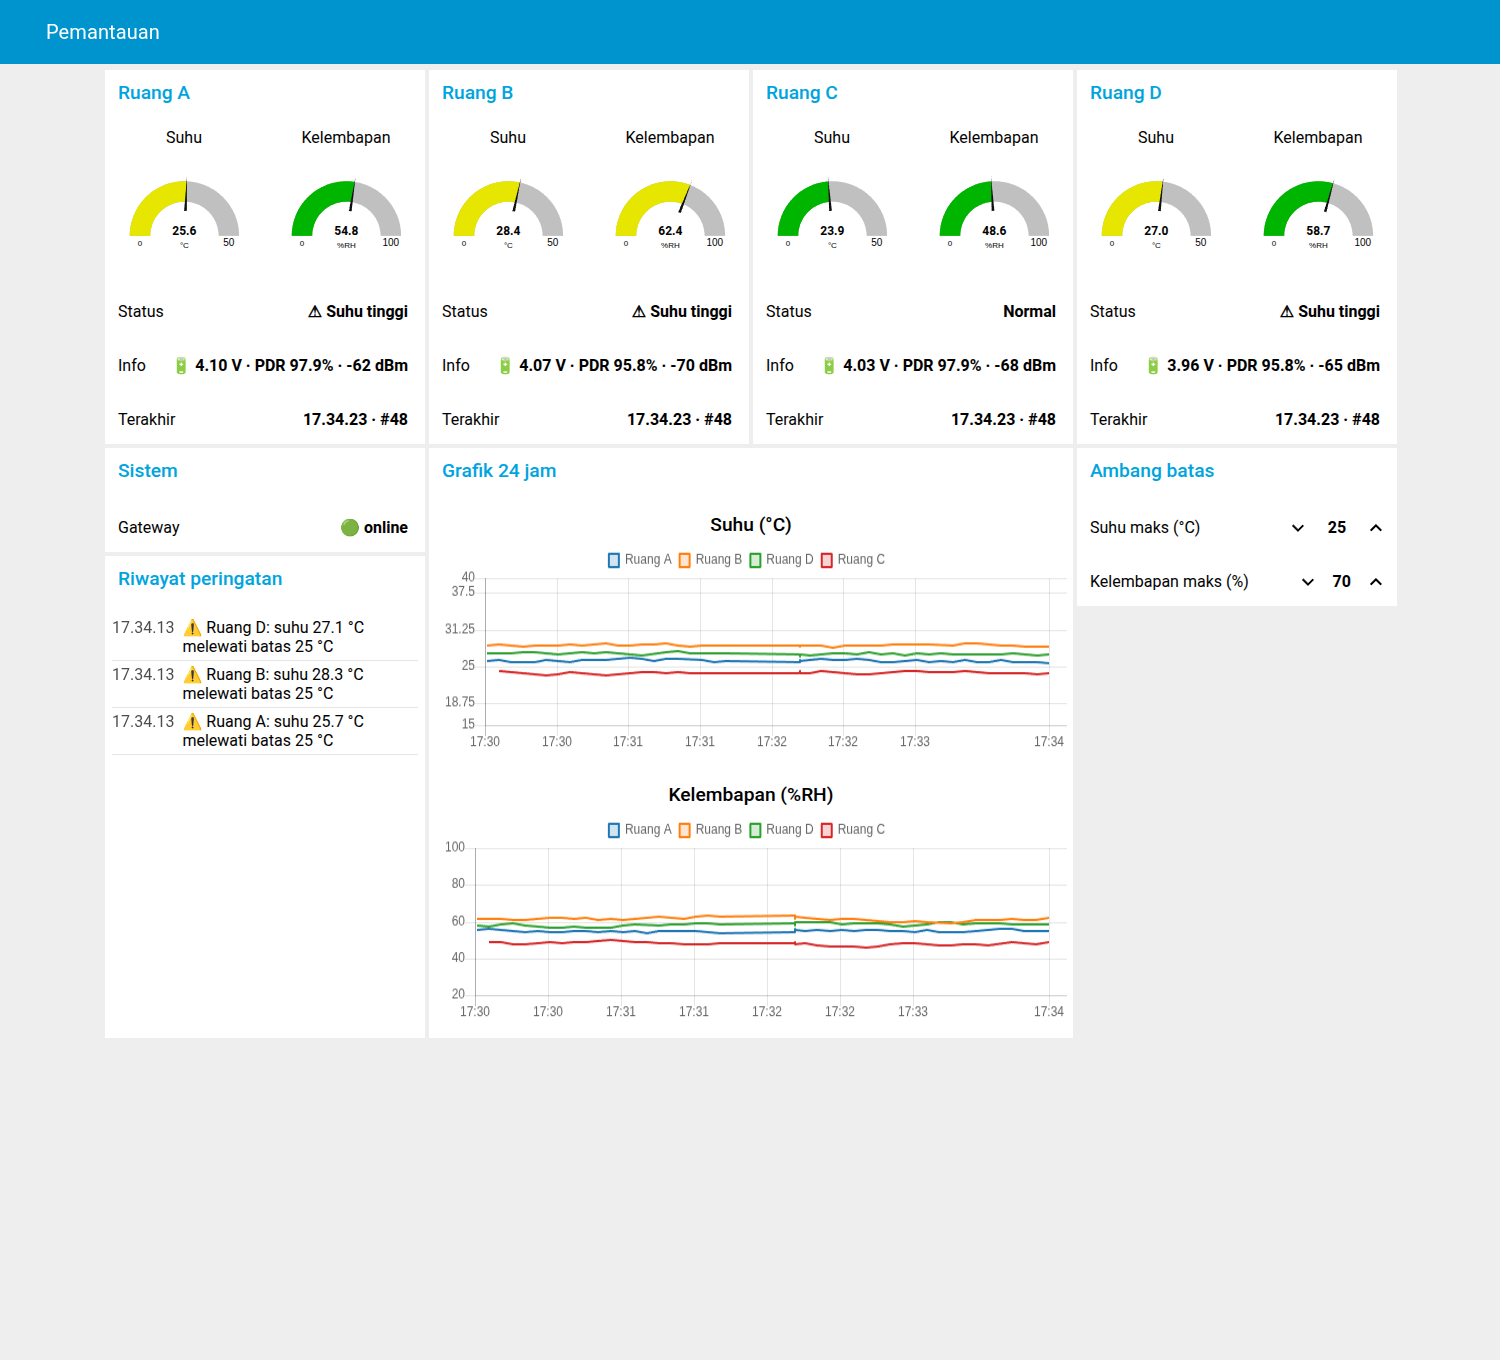 Pemantauan
Ruang A
Suhu
Kelembapan
25.6
°C
0
50
54.8
%RH
0
100
Status
⚠ Suhu tinggi
Info
🔋 4.10 V · PDR 97.9% · -62 dBm
Terakhir
17.34.23 · #48
Ruang B
Suhu
Kelembapan
28.4
°C
0
50
62.4
%RH
0
100
Status
⚠ Suhu tinggi
Info
🔋 4.07 V · PDR 95.8% · -70 dBm
Terakhir
17.34.23 · #48
Ruang C
Suhu
Kelembapan
23.9
°C
0
50
48.6
%RH
0
100
Status
Normal
Info
🔋 4.03 V · PDR 97.9% · -68 dBm
Terakhir
17.34.23 · #48
Ruang D
Suhu
Kelembapan
27.0
°C
0
50
58.7
%RH
0
100
Status
⚠ Suhu tinggi
Info
🔋 3.96 V · PDR 95.8% · -65 dBm
Terakhir
17.34.23 · #48
Sistem
Gateway
🟢 online
Riwayat peringatan
17.34.13 ⚠️ Ruang D: suhu 27.1 °C
melewati batas 25 °C
17.34.13 ⚠️ Ruang B: suhu 28.3 °C
melewati batas 25 °C
17.34.13 ⚠️ Ruang A: suhu 25.7 °C
melewati batas 25 °C
Grafik 24 jam
Suhu (°C)
Ruang A Ruang B Ruang D Ruang C
40
37.5
31.25
25
18.75
15
17:30 17:30 17:31 17:31 17:32 17:32 17:33 17:34
Kelembapan (%RH)
Ruang A Ruang B Ruang D Ruang C
100
80
60
40
20
17:30 17:30 17:31 17:31 17:32 17:32 17:33 17:34
Ambang batas
Suhu maks (°C)
25
Kelembapan maks (%)
70